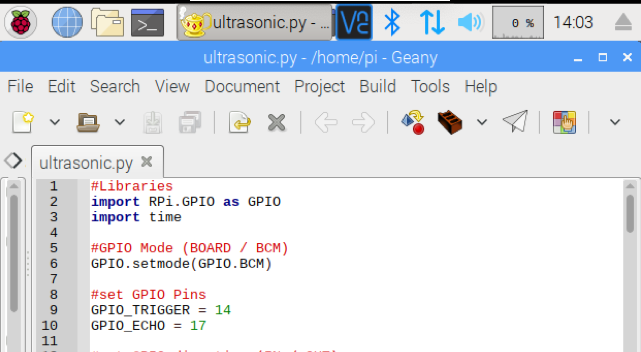 ultrasonic.py - ...
0 %
14:03
ultrasonic.py - /home/pi - Geany
File Edit Search View Document Project Build Tools Help
ultrasonic.py
1 #Libraries
2 import RPi.GPIO as GPIO
3 import time
4
5 #GPIO Mode (BOARD / BCM)
6 GPIO.setmode(GPIO.BCM)
7
8 #set GPIO Pins
9 GPIO_TRIGGER = 14
10 GPIO_ECHO = 17
11